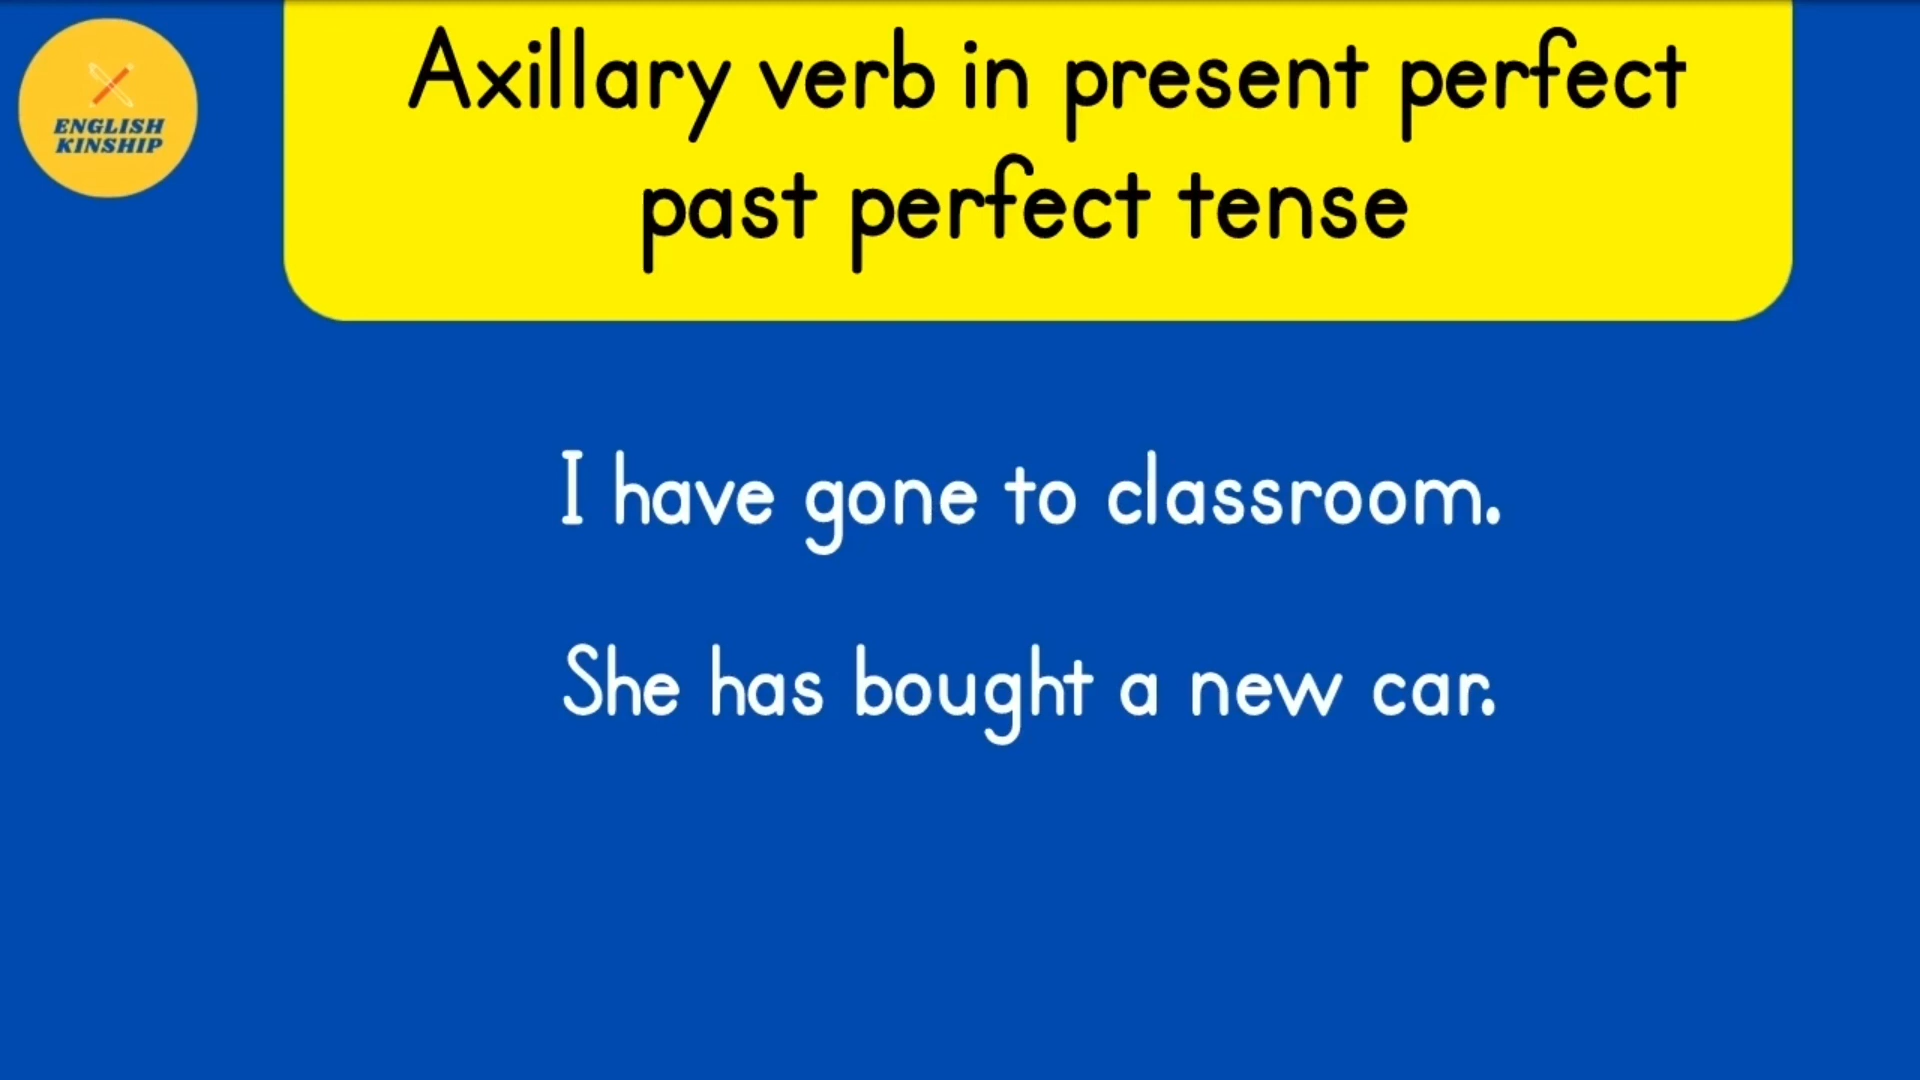 ENGLISH
KINSHIP
Axillary verb in present perfect
past perfect tense
I have gone to classroom.
She has bought a new car.